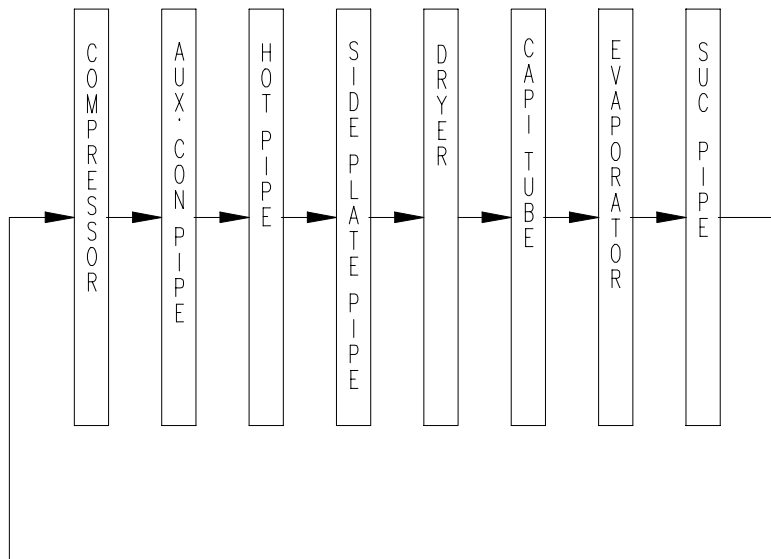 COMPRESSOR
AUX. CON PIPE
HOT PIPE
SIDE PLATE PIPE
DRYER
CAPI TUBE
EVAPORATOR
SUC PIPE